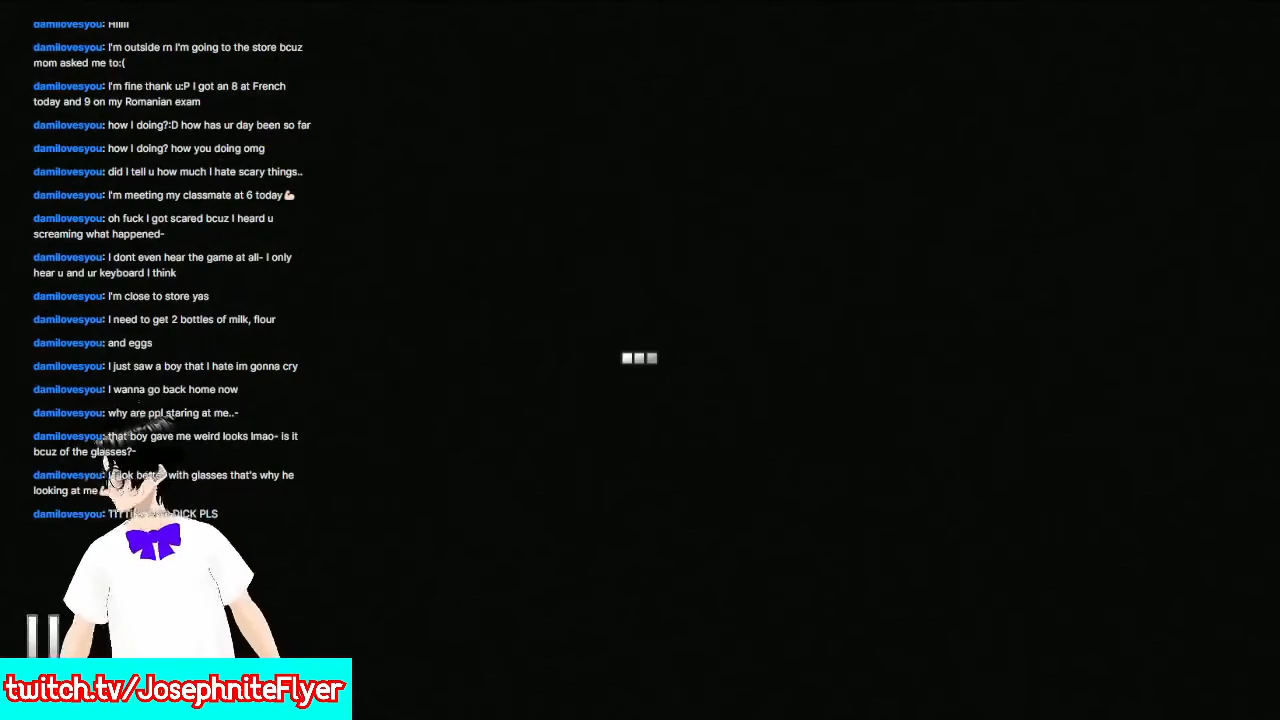 damilovesyou: Hiiiii
damilovesyou: I'm outside rn I'm going to the store bcuz
mom asked me to:(
damilovesyou: I'm fine thank u:P I got an 8 at French
today and 9 on my Romanian exam
damilovesyou: how I doing?:D how has ur day been so far
damilovesyou: how I doing? how you doing omg
damilovesyou: did I tell u how much I hate scary things..
damilovesyou: I'm meeting my classmate at 6 today💪🏻
damilovesyou: oh fuck I got scared bcuz I heard u
screaming what happened-
damilovesyou: I dont even hear the game at all- I only
hear u and ur keyboard I think
damilovesyou: I'm close to store yas
damilovesyou: I need to get 2 bottles of milk, flour
damilovesyou: and eggs
damilovesyou: I just saw a boy that I hate im gonna cry
damilovesyou: I wanna go back home now
damilovesyou: why are ppl staring at me..-
damilovesyou: that boy gave me weird looks lmao- is it
bcuz of the glasses?-
damilovesyou: I look better with glasses that's why he
looking at me
damilovesyou: DICK PLS
twitch.tv/JosephniteFlyer